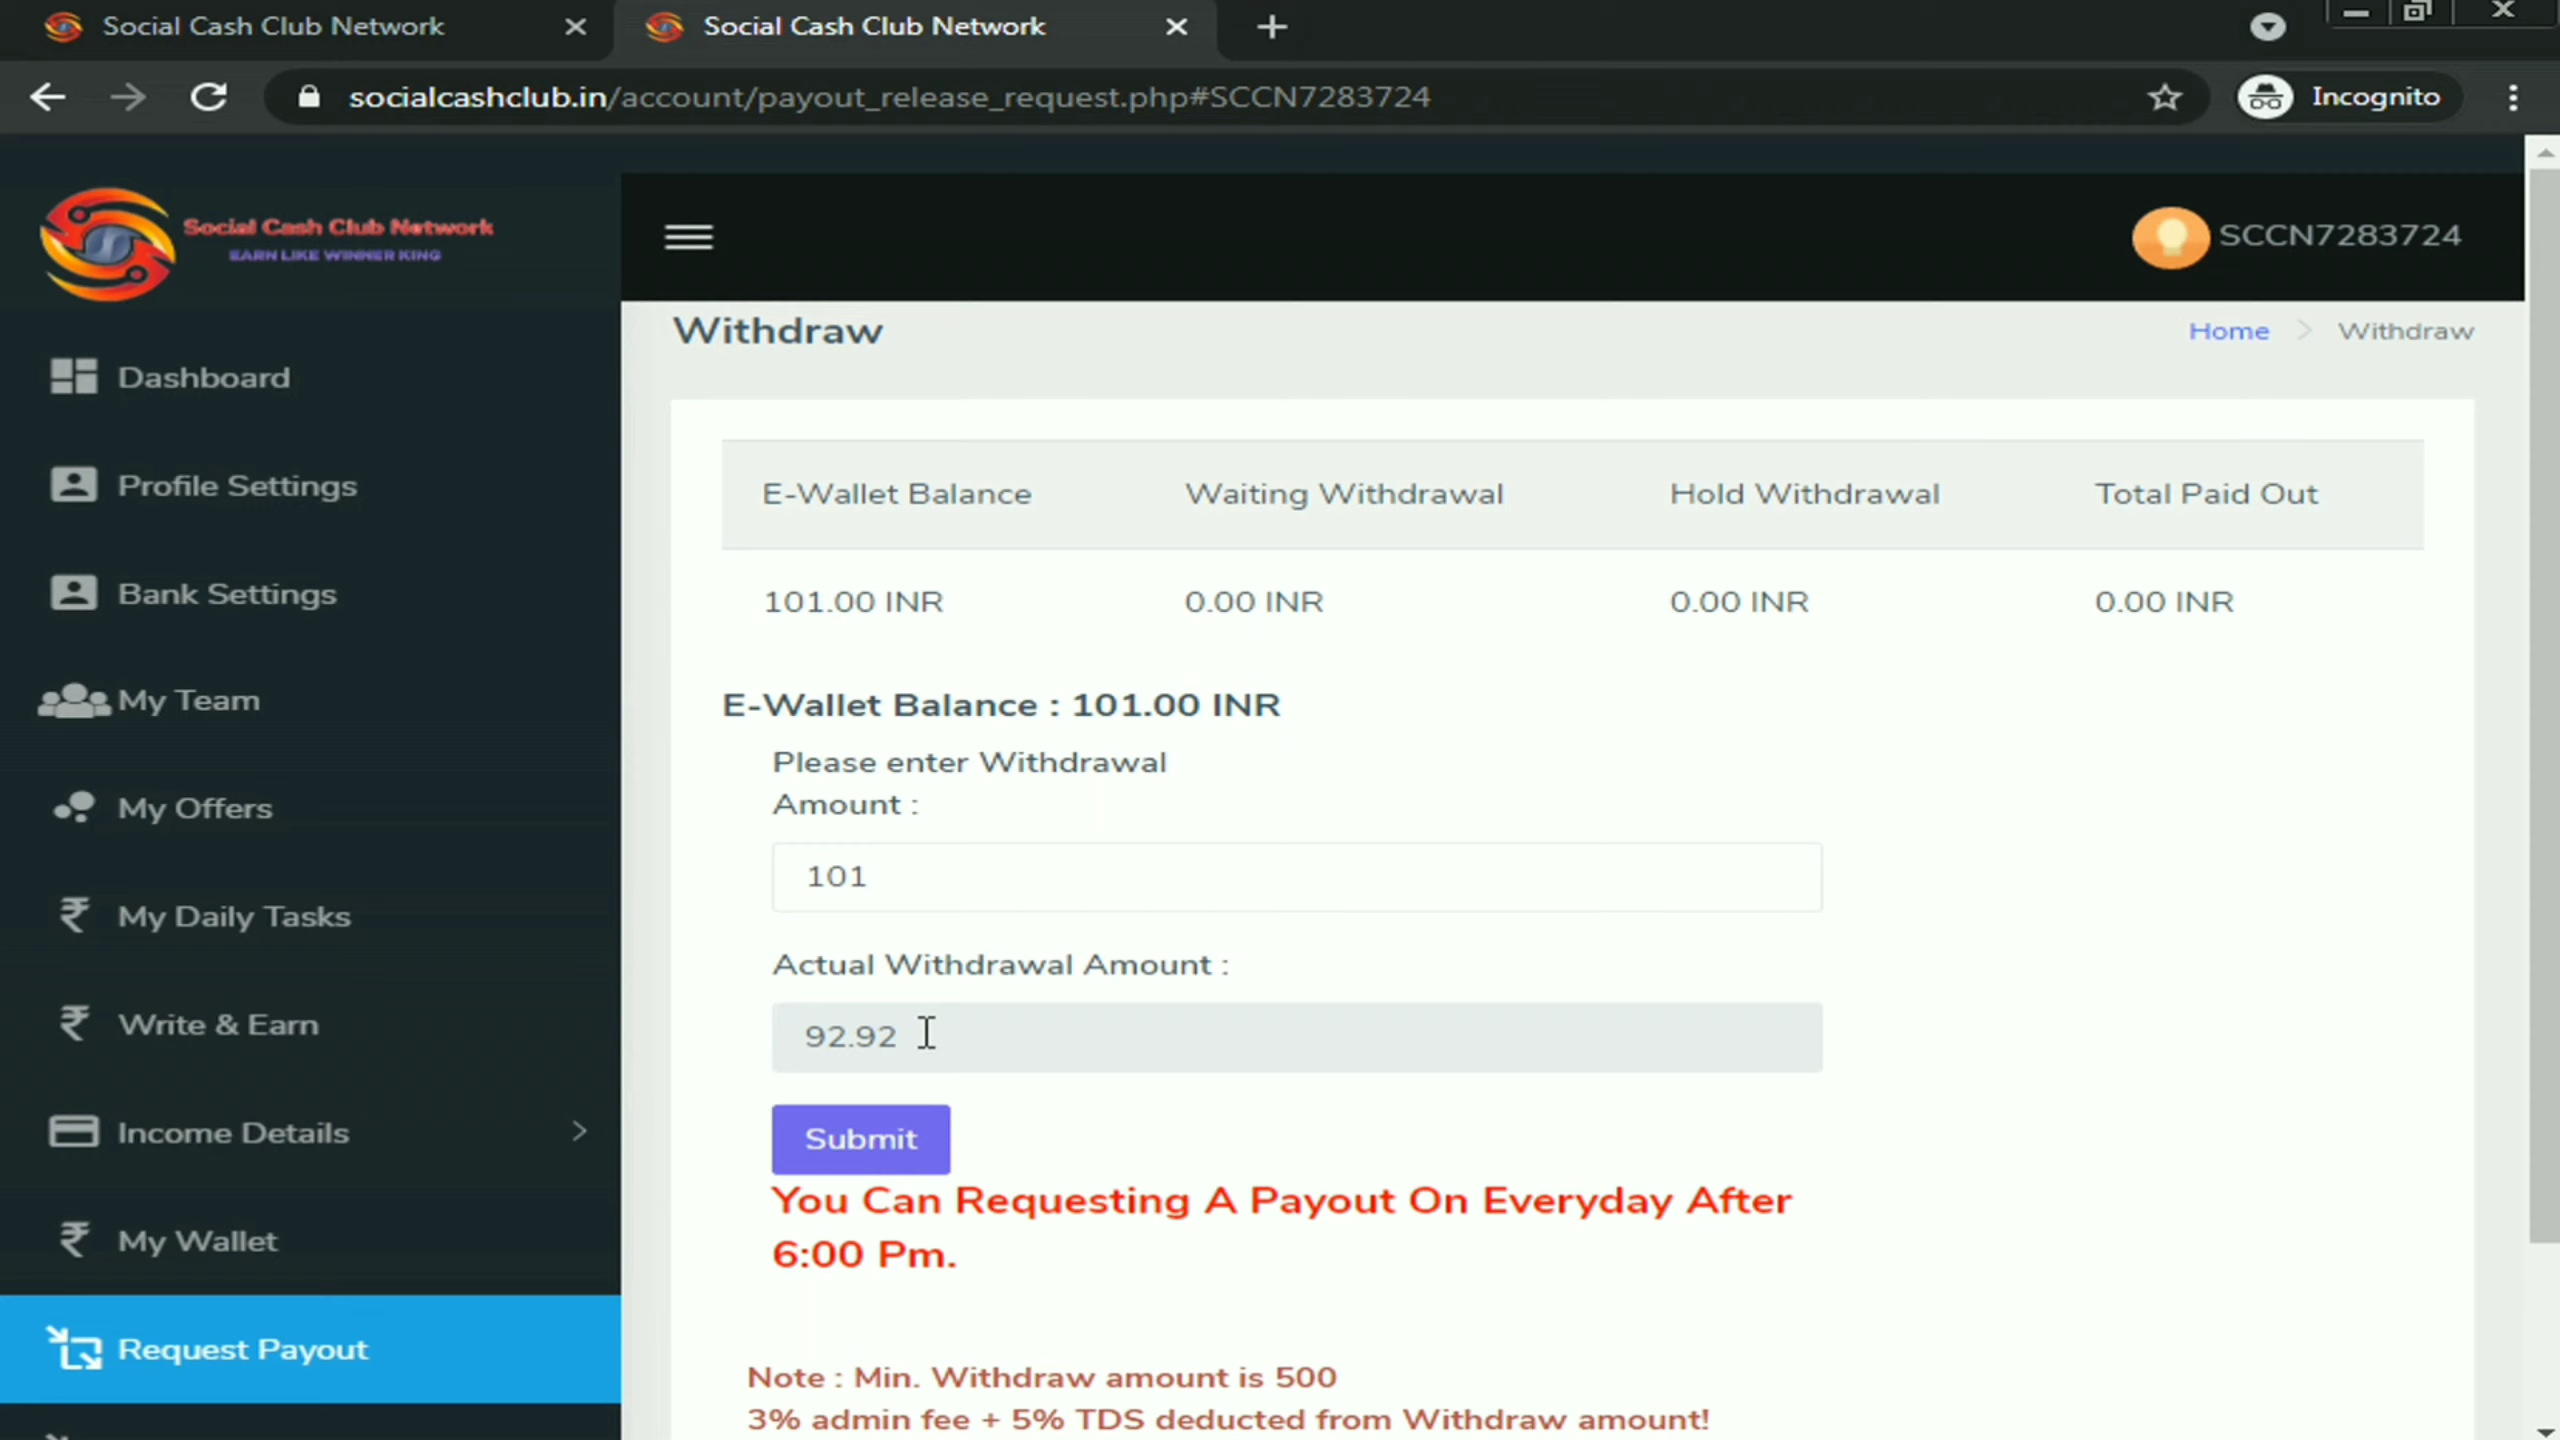 Social Cash Club Network
Social Cash Club Network
socialcashclub.in/account/payout_release_request.php#SCCN7283724
Incognito
Social Cash Club Network
EARN LIKE WINNER KING
SCCN7283724
Dashboard
Profile Settings
Bank Settings
My Team
My Offers
My Daily Tasks
Write & Earn
Income Details
My Wallet
Request Payout
Withdraw
Home > Withdraw
E-Wallet Balance Waiting Withdrawal Hold Withdrawal Total Paid Out
101.00 INR 0.00 INR 0.00 INR 0.00 INR
E-Wallet Balance : 101.00 INR
Please enter Withdrawal
Amount :
101
Actual Withdrawal Amount :
92.92
Submit
You Can Requesting A Payout On Everyday After
6:00 Pm.
Note : Min. Withdraw amount is 500
3% admin fee + 5% TDS deducted from Withdraw amount!